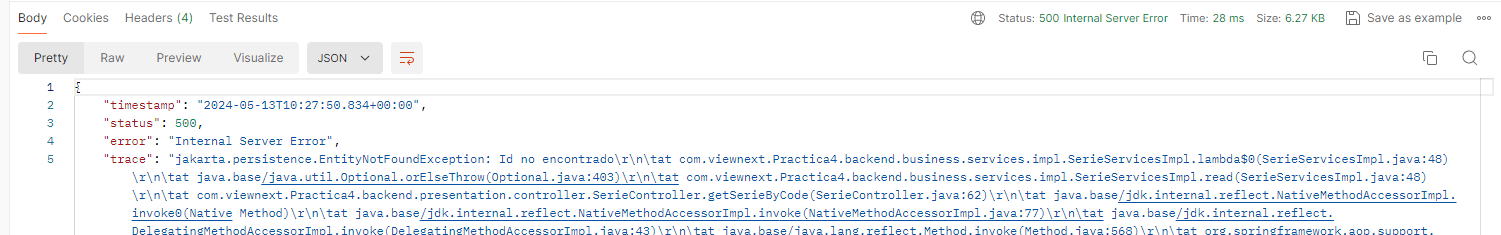 Body Cookies Headers (4) Test Results Status: 500 Internal Server Error Time: 28 ms Size: 6.27 KB Save as example
Pretty Raw Preview Visualize JSON
1 {
2 "timestamp": "2024-05-13T10:27:50.834+00:00",
3 "status": 500,
4 "error": "Internal Server Error",
5 "trace": "jakarta.persistence.EntityNotFoundException: Id no encontrado\r\n\tat com.viewnext.Practica4.backend.business.services.impl.SerieServicesImpl.lambda$0(SerieServicesImpl.java:48)
\r\n\tat java.base/java.util.Optional.orElseThrow(Optional.java:403)\r\n\tat com.viewnext.Practica4.backend.business.services.impl.SerieServicesImpl.read(SerieServicesImpl.java:48)
\r\n\tat com.viewnext.Practica4.backend.presentation.controller.SerieController.getSerieByCode(SerieController.java:62)\r\n\tat java.base/jdk.internal.reflect.NativeMethodAccessorImpl.
invoke0(Native Method)\r\n\tat java.base/jdk.internal.reflect.NativeMethodAccessorImpl.invoke(NativeMethodAccessorImpl.java:77)\r\n\tat java.base/jdk.internal.reflect.
DelegatingMethodAccessorImpl.invoke(DelegatingMethodAccessorImpl.java:43)\r\n\tat java.base/java.lang.reflect.Method.invoke(Method.java:568)\r\n\tat org.springframework.aop.support.